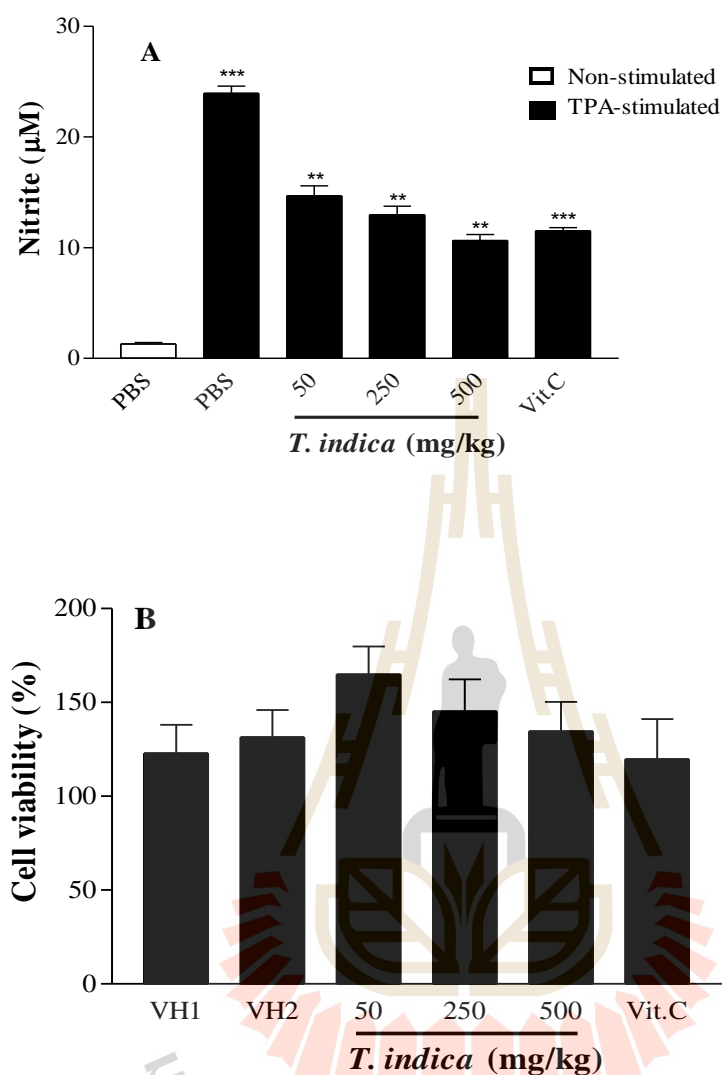 30
A
***
Non-stimulated
TPA-stimulated
20
**
**
**
***
10
0
Nitrite (µM)
PBS
PBS
50
250
500
Vit.C
T. indica (mg/kg)
200
B
150
100
50
0
Cell viability (%)
VH1
VH2
50
250
500
Vit.C
T. indica (mg/kg)